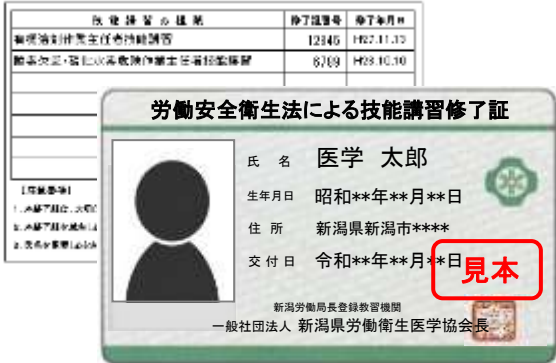 技能講習の種類 修了証番号 修了年月日
有機溶剤作業主任者技能講習 12345 H27.11.13
酸素欠乏・硫化水素危険作業主任者技能講習 6789 H28.10.10
労働安全衛生法による技能講習修了証
氏 名 医学 太郎
生年月日 昭和**年**月**日
住 所 新潟県新潟市****
交 付 日 令和**年**月**日
見本
新潟労働局長登録教習機関
一般社団法人 新潟県労働衛生医学協会長